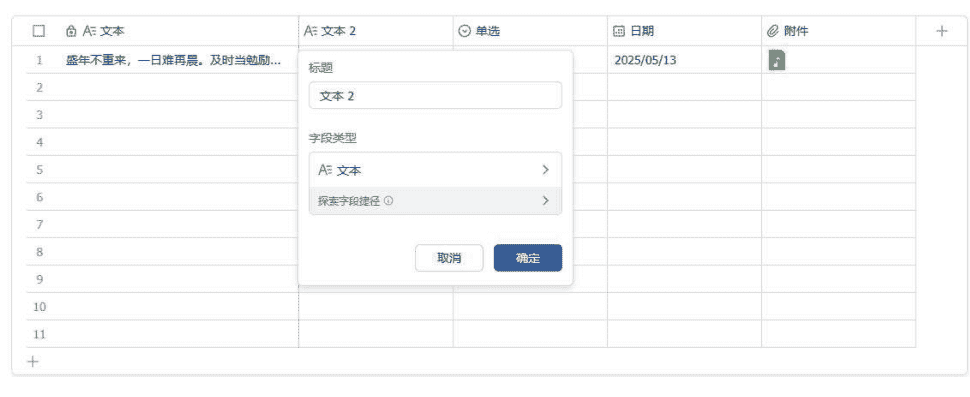 文本 文本 2 单选 日期 附件
1 盛年不重来，一日难再晨。及时当勉励... 2025/05/13
标题
2
文本 2
3
字段类型
4
5 文本
6 探索字段捷径
7
8 取消 确定
9
10
11